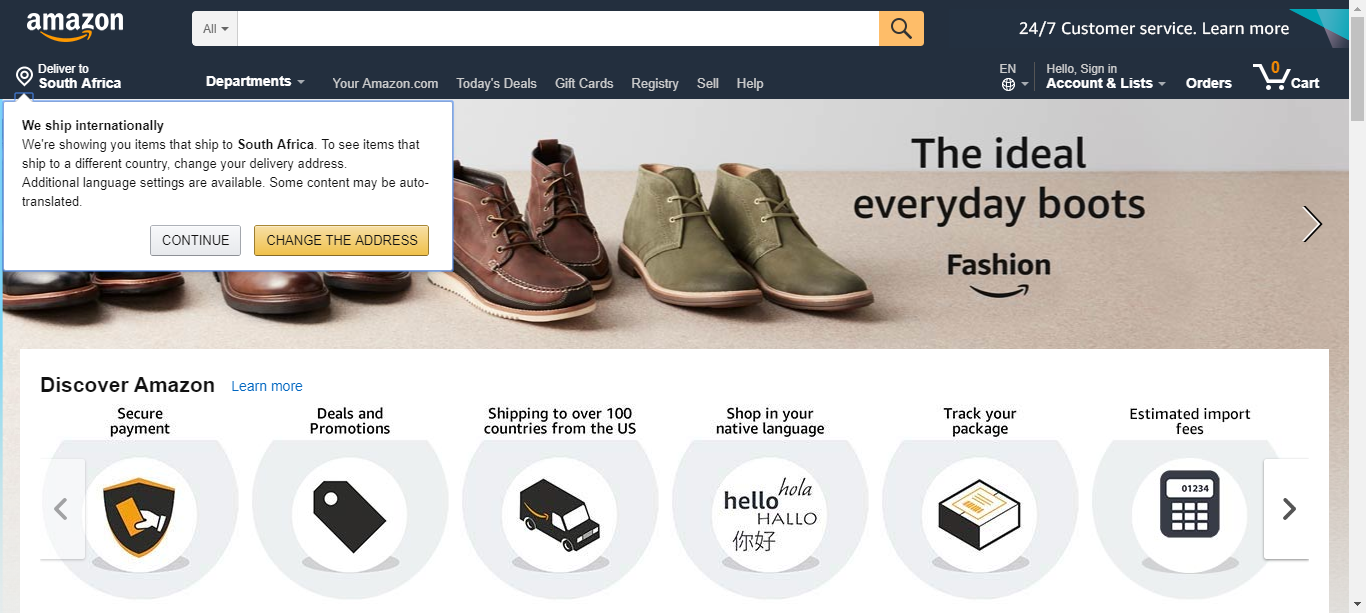 amazon
All
24/7 Customer service. Learn more
Deliver to
South Africa
Departments
Your Amazon.com
Today's Deals
Gift Cards
Registry
Sell
Help
EN
Hello, Sign in
Account & Lists
Orders
0
Cart
We ship internationally
We're showing you items that ship to South Africa. To see items that
ship to a different country, change your delivery address.
Additional language settings are available. Some content may be auto-
translated.
CONTINUE
CHANGE THE ADDRESS
The ideal
everyday boots
Fashion
Discover Amazon
Learn more
Secure
payment
Deals and
Promotions
Shipping to over 100
countries from the US
Shop in your
native language
Track your
package
Estimated import
fees
hello
hola
HALLO
你好
01234